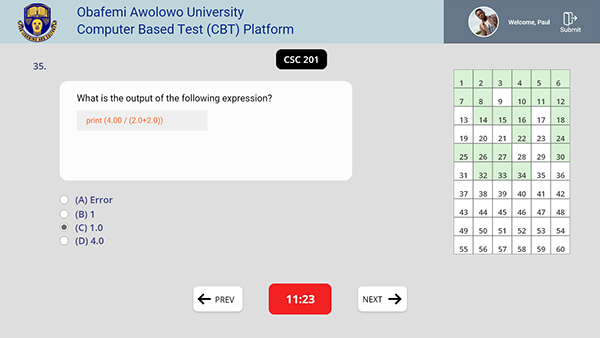 Obafemi Awolowo University
Computer Based Test (CBT) Platform
Welcome, Paul
Submit
35.
CSC 201
What is the output of the following expression?
print (4.00 / (2.0+2.0))
(A) Error
(B) 1
(C) 1.0
(D) 4.0
1 2 3 4 5 6
7 8 9 10 11 12
13 14 15 16 17 18
19 20 21 22 23 24
25 26 27 28 29 30
31 32 33 34 35 36
37 38 39 40 41 42
43 44 45 46 47 48
49 50 51 52 53 54
55 56 57 58 59 60
PREV
11:23
NEXT